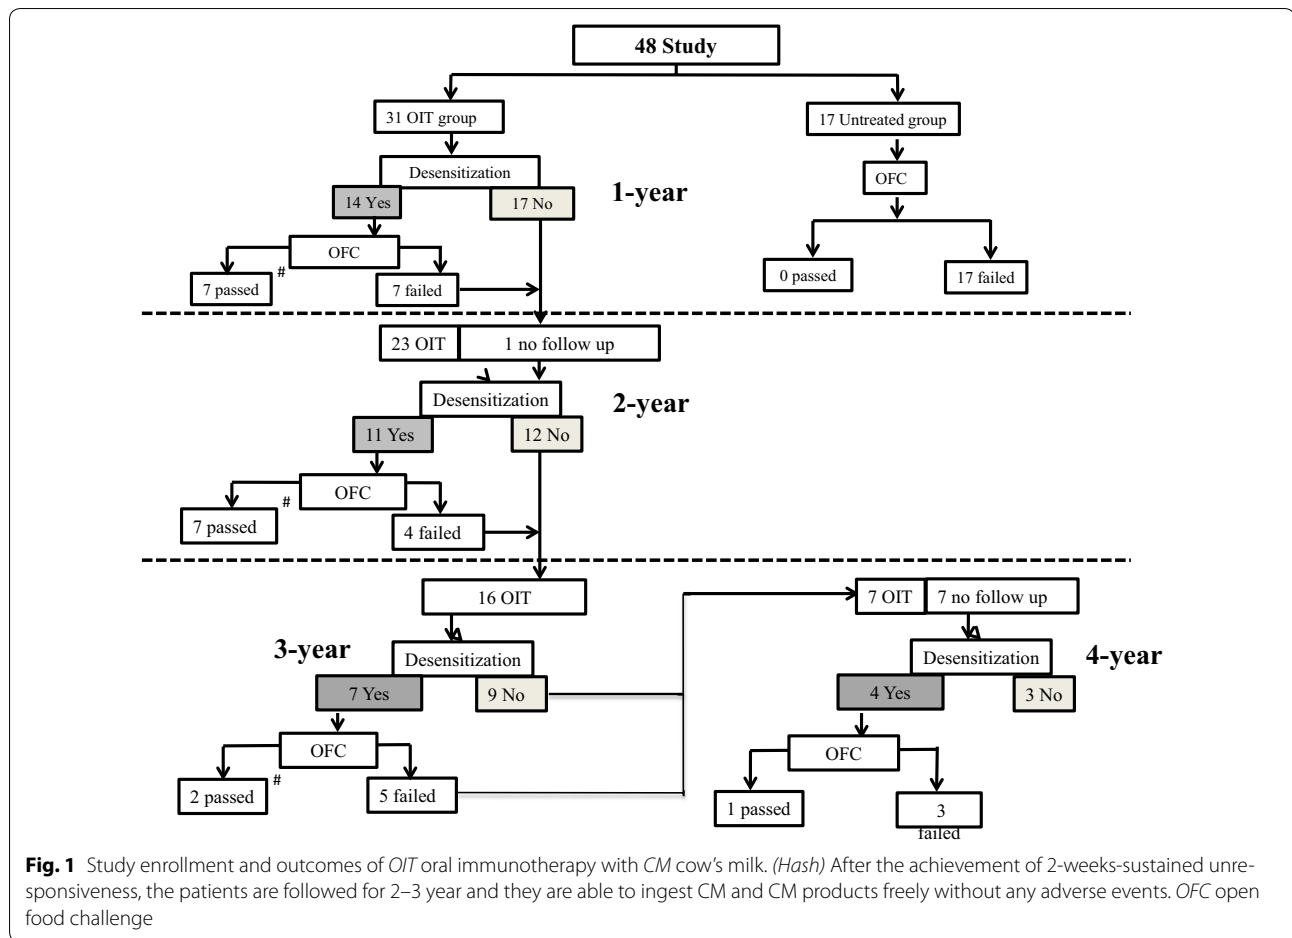 48 Study
31 OIT group
17 Untreated group
Desensitization
OFC
14 Yes
17 No
1-year
OFC
#
7 passed
7 failed
0 passed
17 failed
23 OIT
1 no follow up
Desensitization
2-year
11 Yes
12 No
OFC
#
7 passed
4 failed
16 OIT
7 OIT
7 no follow up
3-year
Desensitization
Desensitization
4-year
7 Yes
9 No
4 Yes
3 No
OFC
OFC
#
2 passed
5 failed
1 passed
3
failed
Fig. 1 Study enrollment and outcomes of OIT oral immunotherapy with CM cow's milk. (Hash) After the achievement of 2-weeks-sustained unre-
sponsiveness, the patients are followed for 2–3 year and they are able to ingest CM and CM products freely without any adverse events. OFC open
food challenge